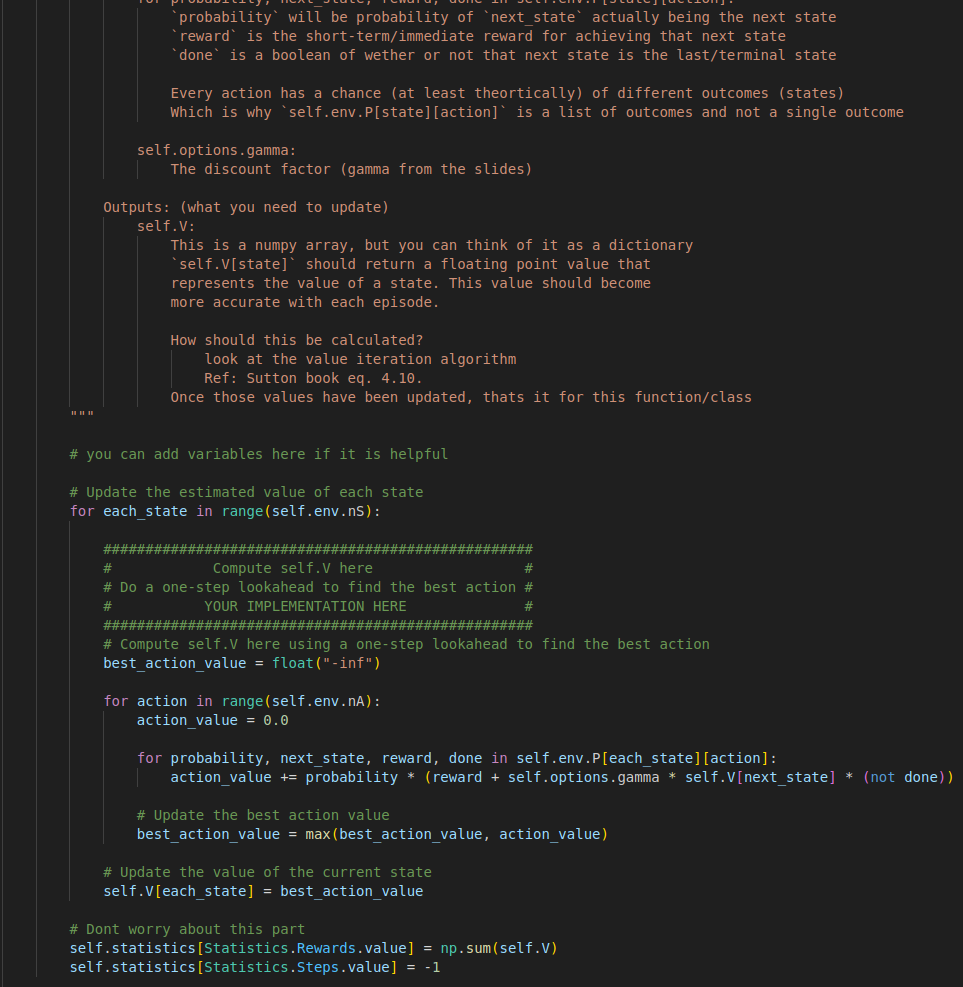 for probability, next_state, reward, done in self.env.P[state][action]:
`probability` will be probability of `next_state` actually being the next state
`reward` is the short-term/immediate reward for achieving that next state
`done` is a boolean of wether or not that next state is the last/terminal state
Every action has a chance (at least theortically) of different outcomes (states)
Which is why `self.env.P[state][action]` is a list of outcomes and not a single outcome
self.options.gamma:
The discount factor (gamma from the slides)
Outputs: (what you need to update)
self.V:
This is a numpy array, but you can think of it as a dictionary
`self.V[state]` should return a floating point value that
represents the value of a state. This value should become
more accurate with each episode.
How should this be calculated?
look at the value iteration algorithm
Ref: Sutton book eq. 4.10.
Once those values have been updated, thats it for this function/class
"""
# you can add variables here if it is helpful
# Update the estimated value of each state
for each_state in range(self.env.nS):
###################################################
#            Compute self.V here                  #
# Do a one-step lookahead to find the best action #
#           YOUR IMPLEMENTATION HERE              #
###################################################
# Compute self.V here using a one-step lookahead to find the best action
best_action_value = float("-inf")
for action in range(self.env.nA):
action_value = 0.0
for probability, next_state, reward, done in self.env.P[each_state][action]:
action_value += probability * (reward + self.options.gamma * self.V[next_state] * (not done))
# Update the best action value
best_action_value = max(best_action_value, action_value)
# Update the value of the current state
self.V[each_state] = best_action_value
# Dont worry about this part
self.statistics[Statistics.Rewards.value] = np.sum(self.V)
self.statistics[Statistics.Steps.value] = -1